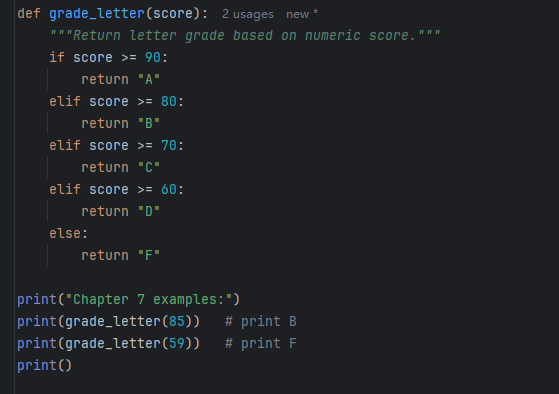 def grade_letter(score): 2 usages new *
    """Return letter grade based on numeric score."""
    if score >= 90:
        return "A"
    elif score >= 80:
        return "B"
    elif score >= 70:
        return "C"
    elif score >= 60:
        return "D"
    else:
        return "F"

print("Chapter 7 examples:")
print(grade_letter(85))   # print B
print(grade_letter(59))   # print F
print()